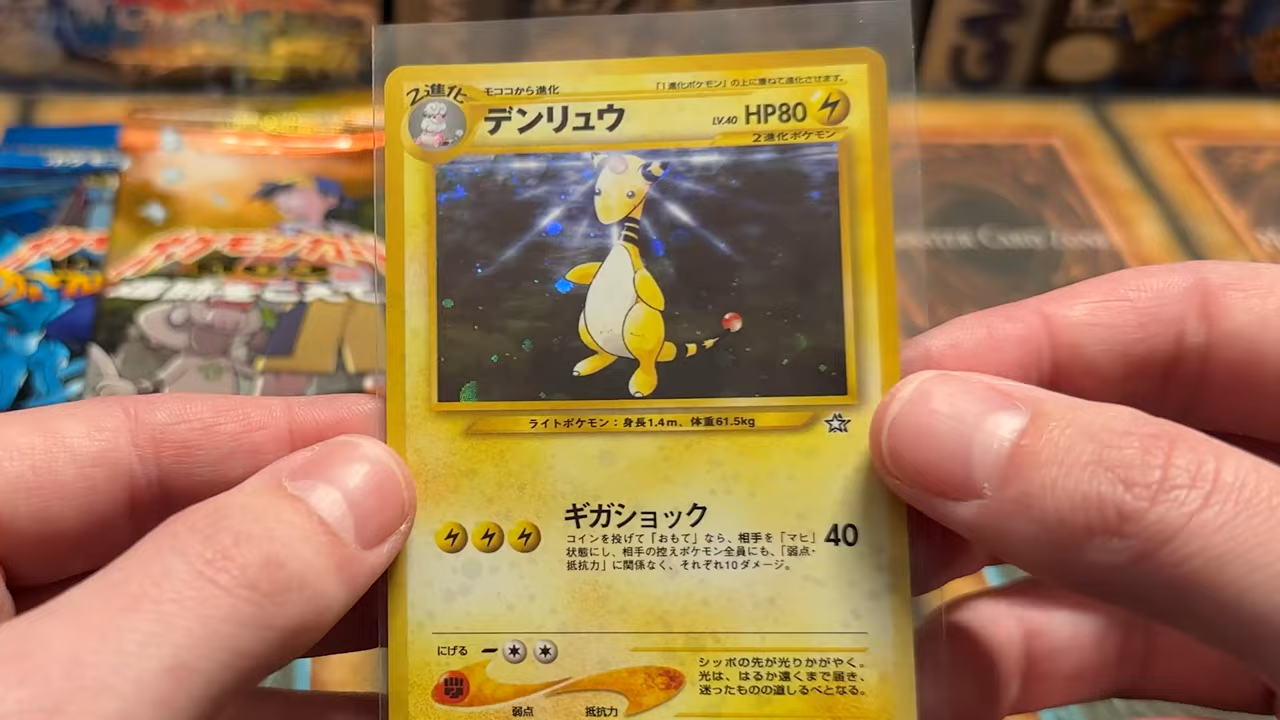 2進化
モココから進化
「1進化ポケモン」の上に重ねて進化させます。
デンリュウ
LV.40 HP80
2進化ポケモン
ライトポケモン：身長1.4m、体重61.5kg
ギガショック
40
コインを投げて「おもて」なら、相手を「マヒ」
状態にし、相手の控えポケモン全員にも、「弱点・
抵抗力」に関係なく、それぞれ10ダメージ。
にげる
シッポの先が光りかがやく。
光は、はるか遠くまで届き、
迷ったものの道しるべとなる。
弱点 抵抗力